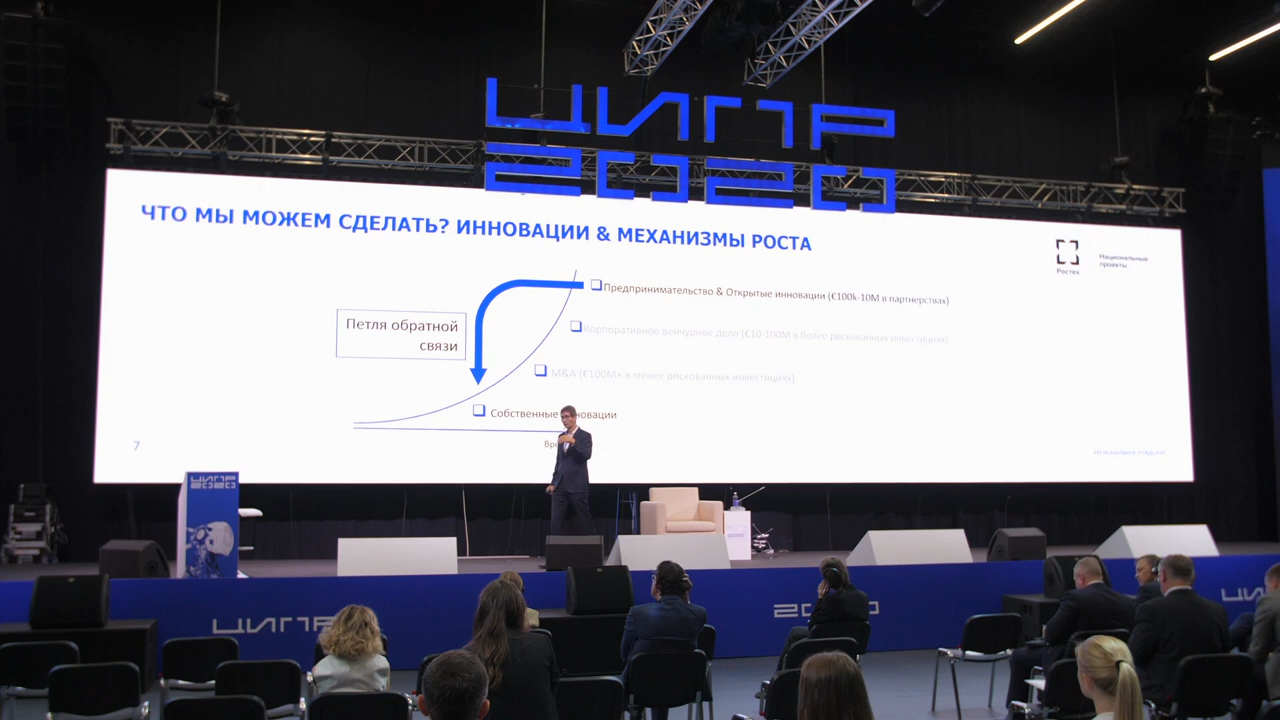 ЦИПР
2020
ЧТО МЫ МОЖЕМ СДЕЛАТЬ? ИННОВАЦИИ & МЕХАНИЗМЫ РОСТА
Ростех
Национальные
проекты
Предпринимательство & Открытые инновации (€100k-10M в партнерствах)
Петля обратной
связи
Корпоративное венчурное дело (€10-100M в более рискованных инвестициях)
M&A (€100M+ в менее рискованных инвестициях)
Собственные
7
ЦИПР
2020
ЦИПР